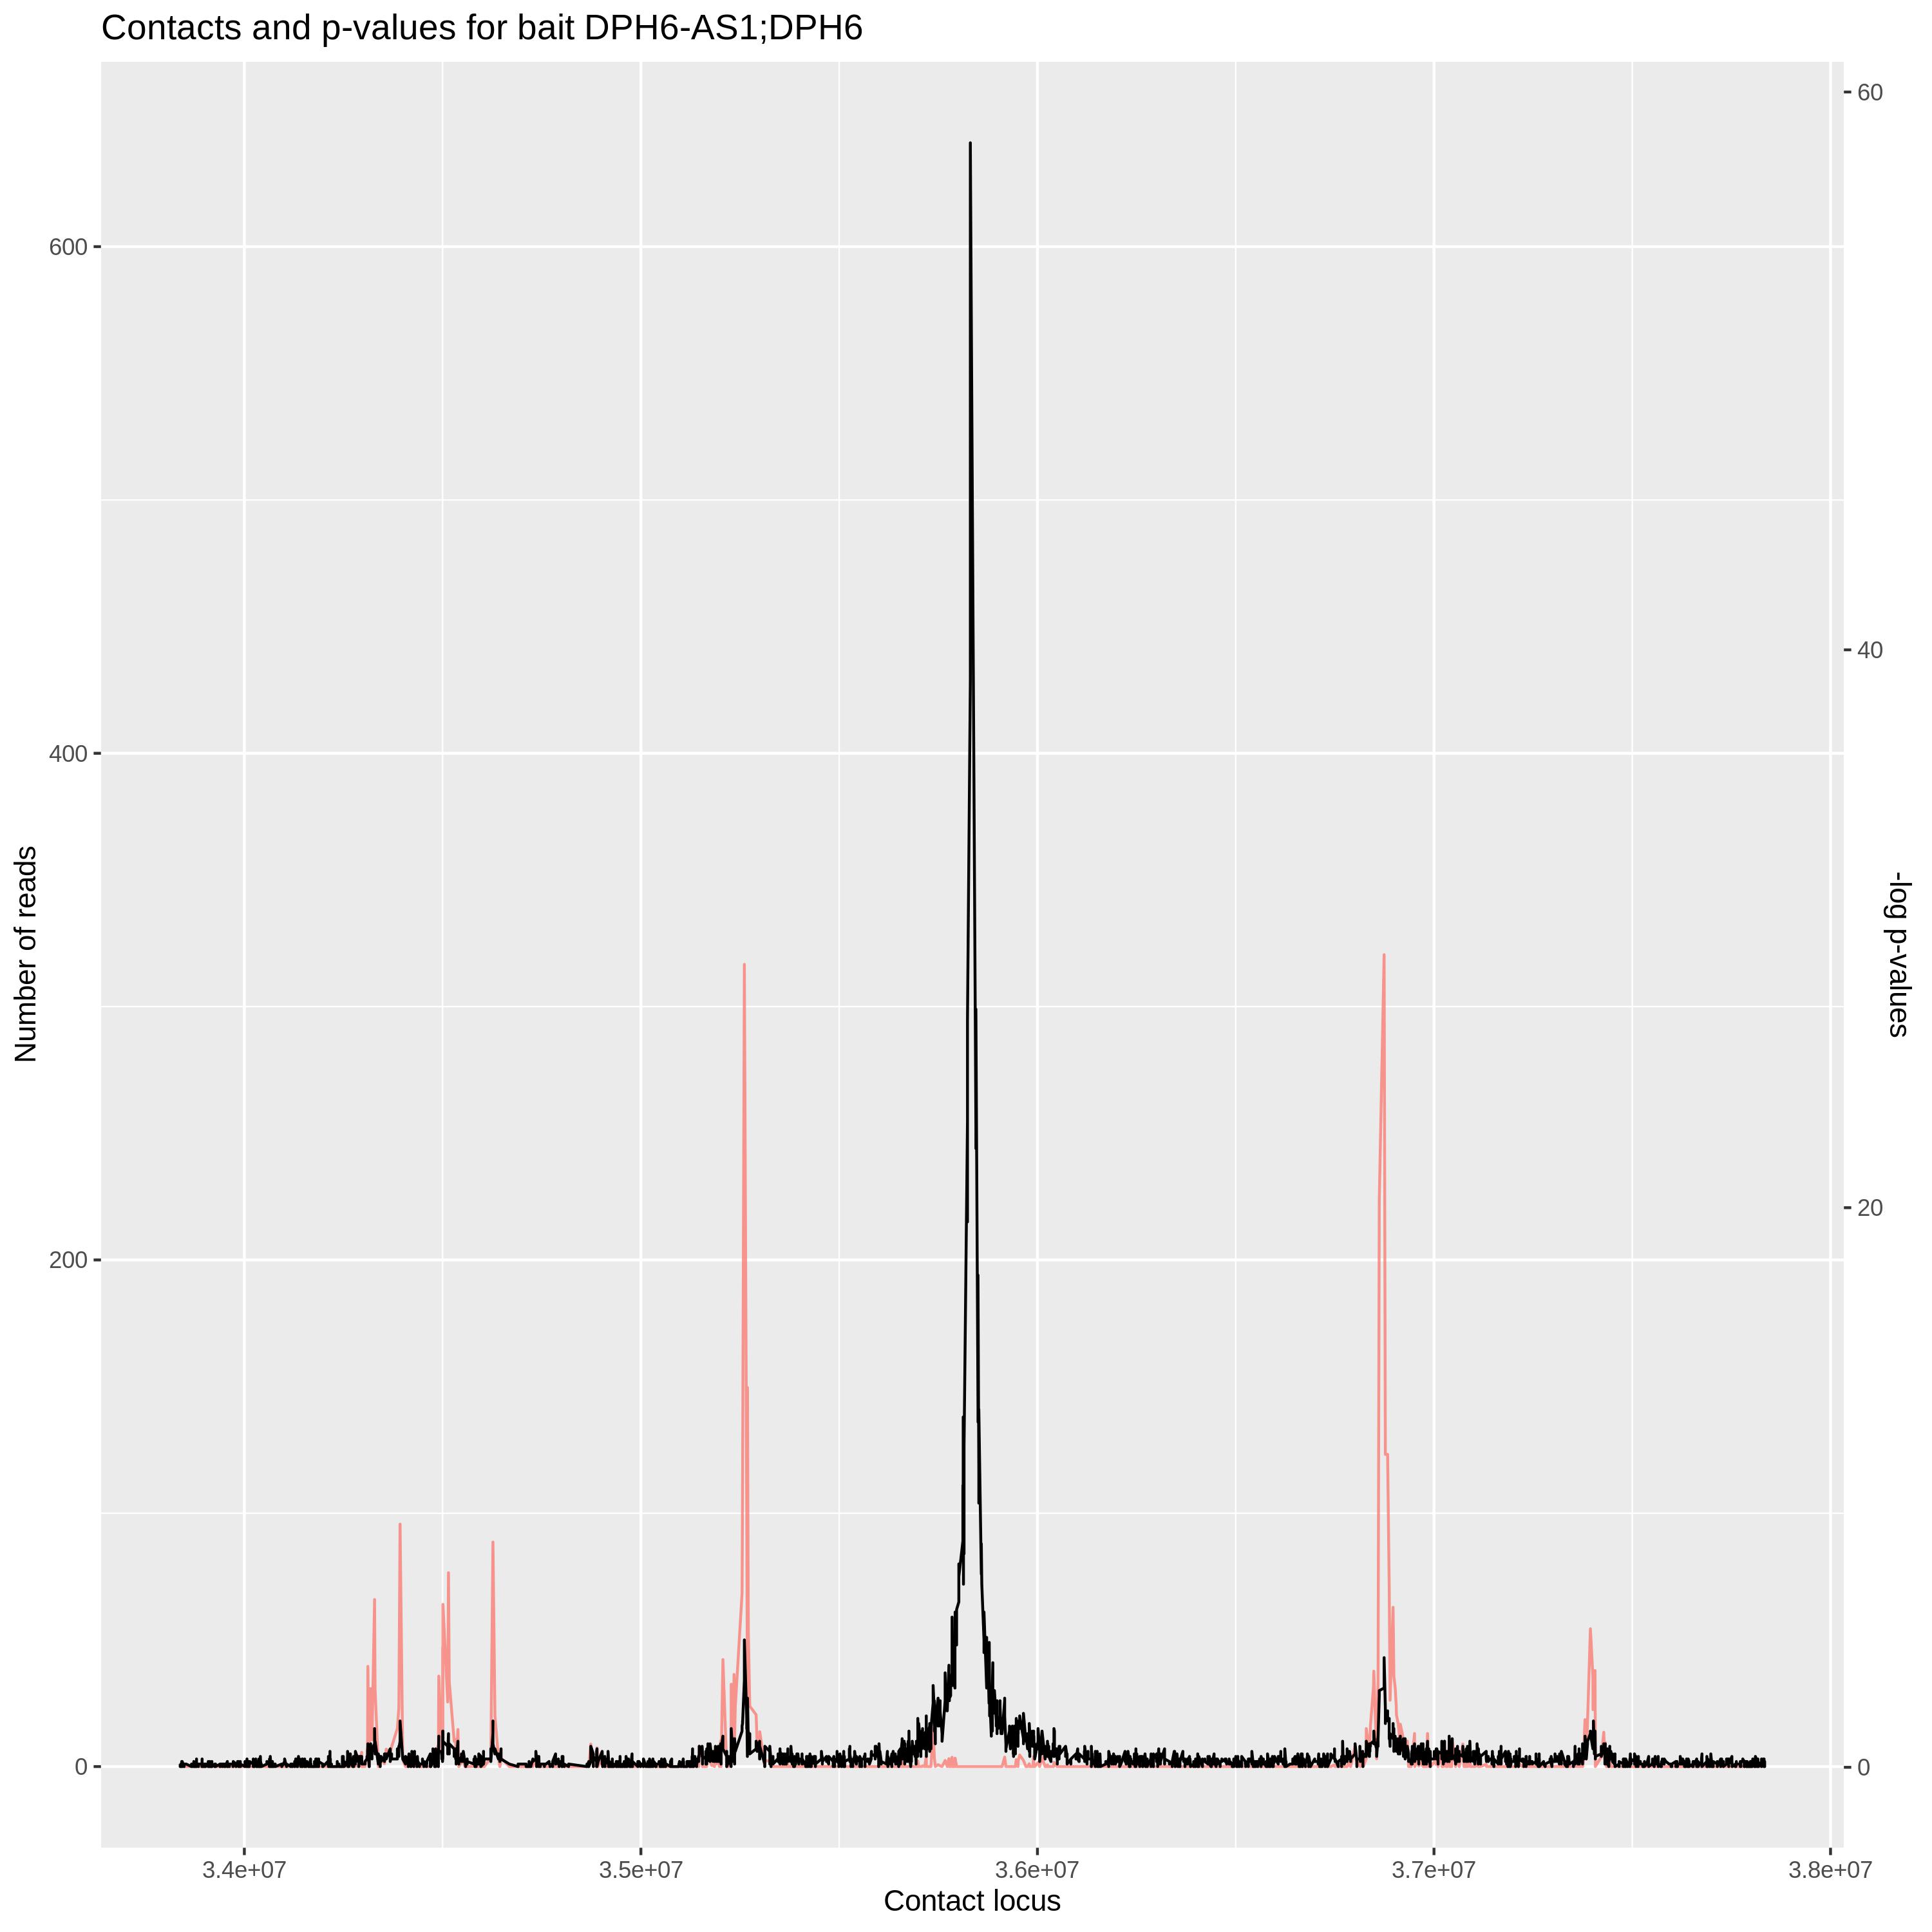 Contacts and p-values for bait DPH6-AS1;DPH6
60
600
40
400
Number of reads
-log p-values
20
200
0
0
3.4e+07
3.5e+07
3.6e+07
3.7e+07
3.8e+07
Contact locus